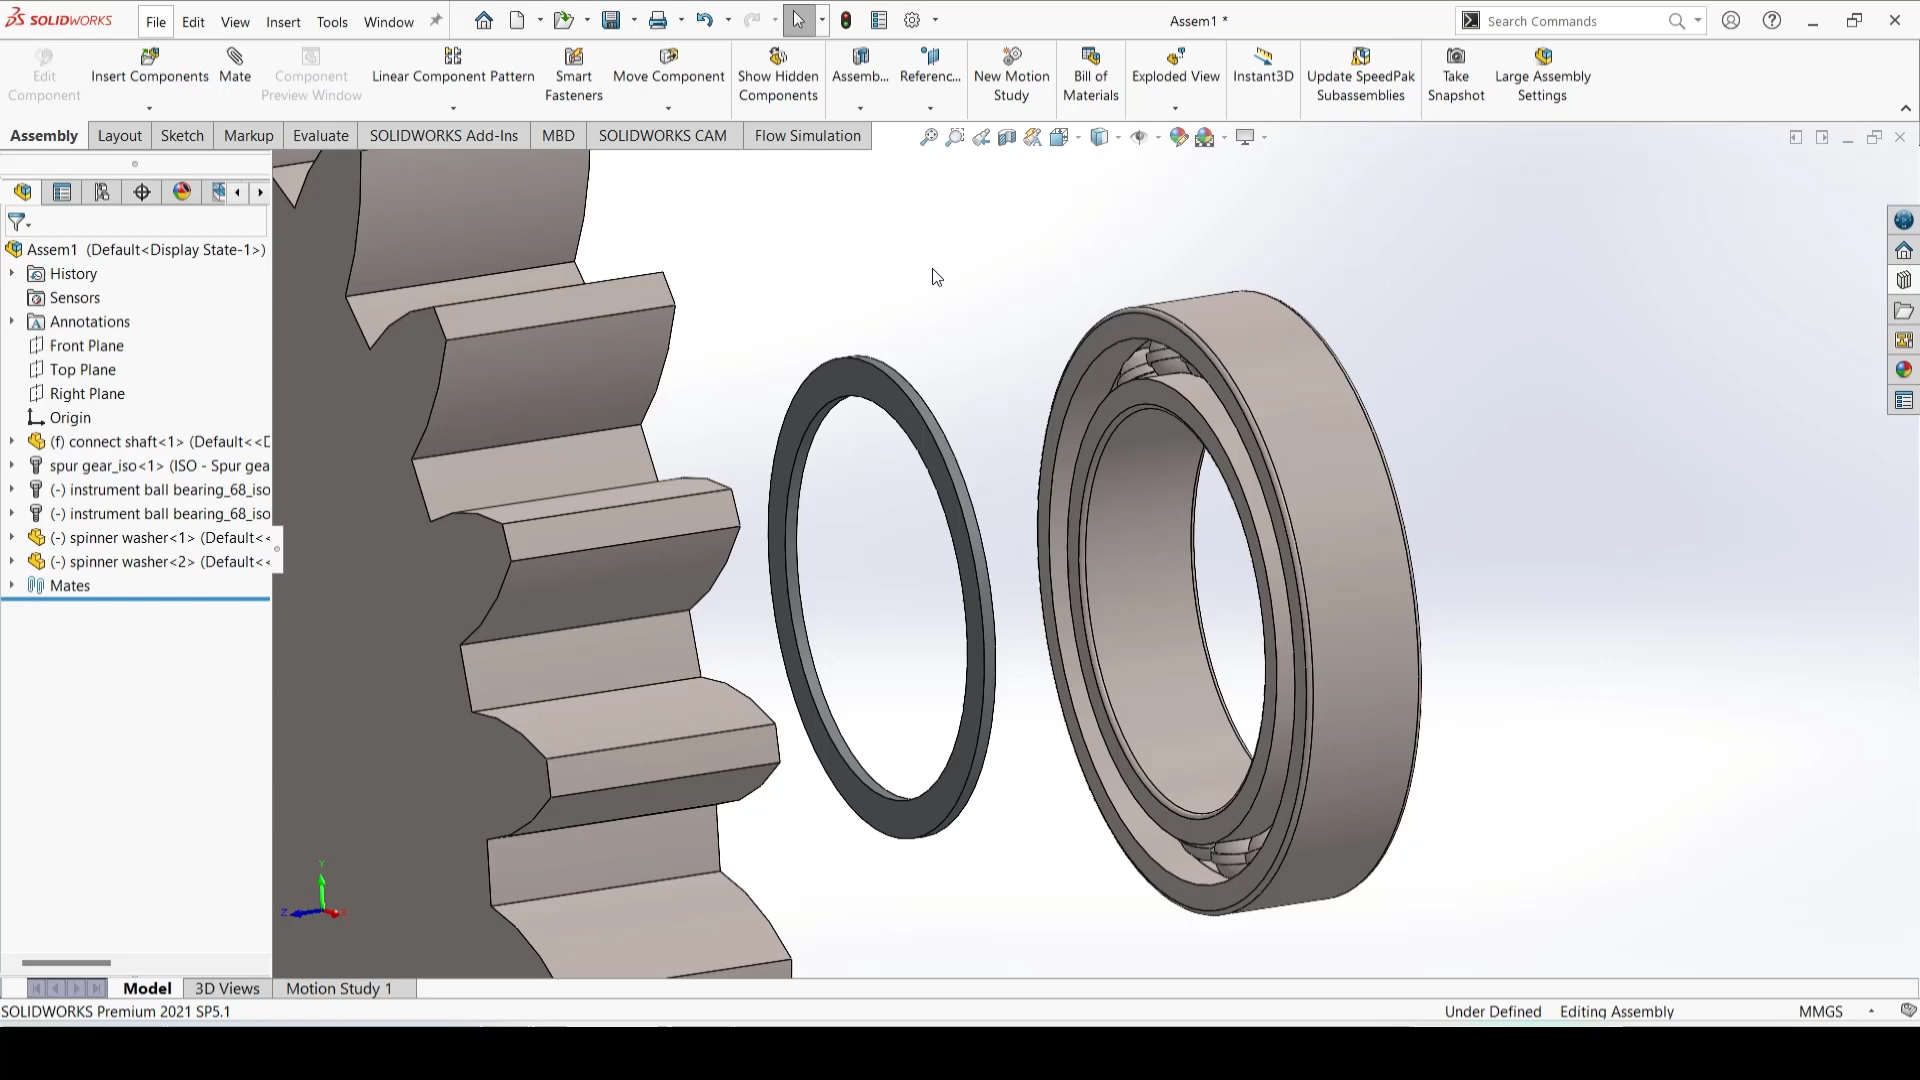 SOLIDWORKS File Edit View Insert Tools Window Assem1 * Search Commands
Edit Component Insert Components Mate Component Preview Window Linear Component Pattern Smart Fasteners Move Component Show Hidden Components Assemb... Referenc... New Motion Study Bill of Materials Exploded View Instant3D Update SpeedPak Subassemblies Take Snapshot Large Assembly Settings
Assembly Layout Sketch Markup Evaluate SOLIDWORKS Add-Ins MBD SOLIDWORKS CAM Flow Simulation
Assem1 (Default<Display State-1>)
History
Sensors
Annotations
Front Plane
Top Plane
Right Plane
Origin
(f) connect shaft<1> (Default<<D
spur gear_iso<1> (ISO - Spur gea
(-) instrument ball bearing_68_iso
(-) instrument ball bearing_68_iso
(-) spinner washer<1> (Default<<
(-) spinner washer<2> (Default<<
Mates
Y
Z X
Model 3D Views Motion Study 1
SOLIDWORKS Premium 2021 SP5.1 Under Defined Editing Assembly MMGS